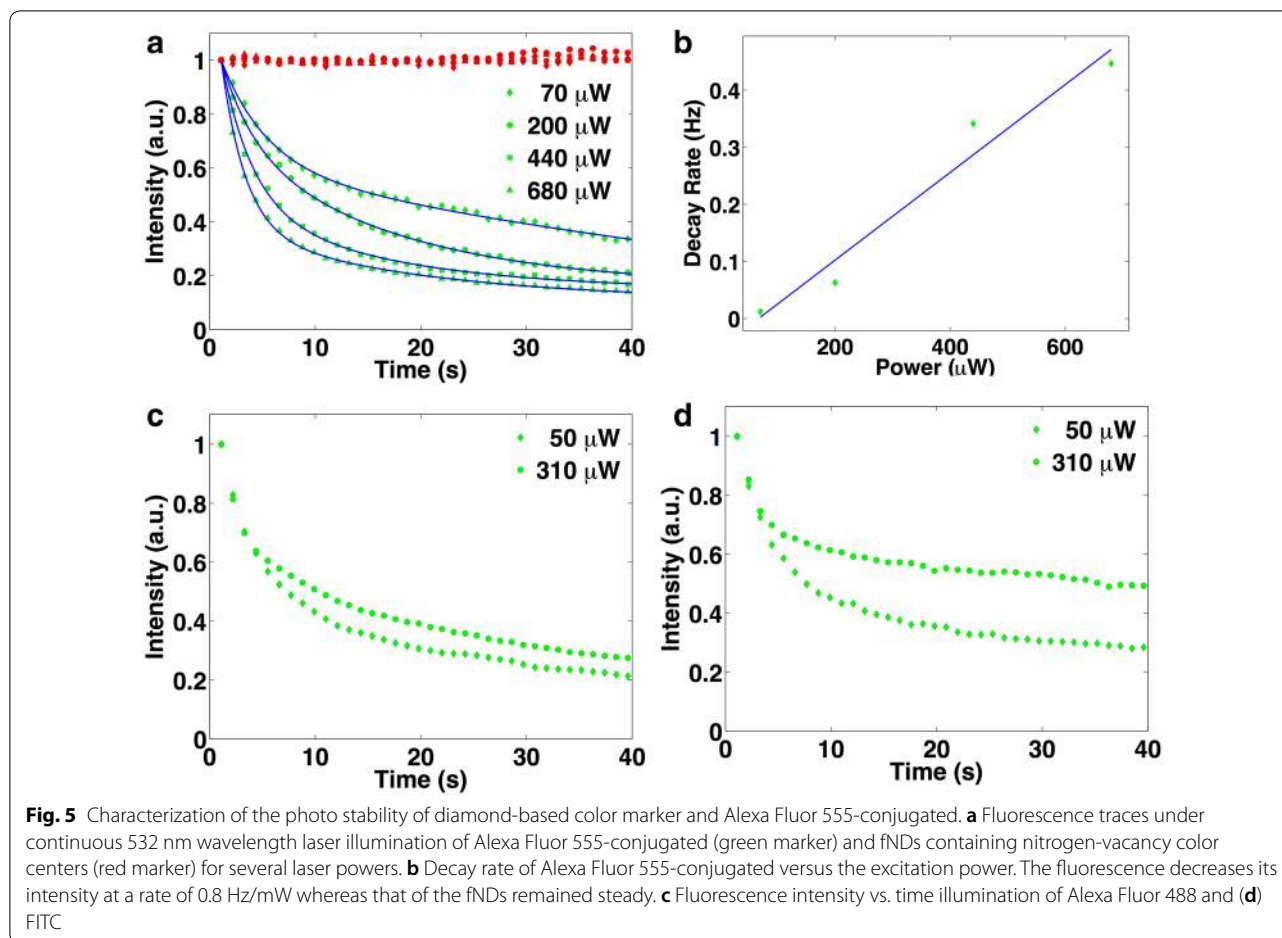 a
Intensity (a.u.)
1
0.8
0.6
0.4
0.2
0
70 μW
200 μW
440 μW
680 μW
0 10 20 30 40
Time (s)
b
Decay Rate (Hz)
0.4
0.3
0.2
0.1
0
200 400 600
Power (μW)
c
Intensity (a.u.)
1
0.8
0.6
0.4
0.2
0
50 μW
310 μW
0 10 20 30 40
Time (s)
d
Intensity (a.u.)
1
0.8
0.6
0.4
0.2
0
50 μW
310 μW
0 10 20 30 40
Time (s)
Fig. 5 Characterization of the photo stability of diamond-based color marker and Alexa Fluor 555-conjugated. a Fluorescence traces under
continuous 532 nm wavelength laser illumination of Alexa Fluor 555-conjugated (green marker) and fNDs containing nitrogen-vacancy color
centers (red marker) for several laser powers. b Decay rate of Alexa Fluor 555-conjugated versus the excitation power. The fluorescence decreases its
intensity at a rate of 0.8 Hz/mW whereas that of the fNDs remained steady. c Fluorescence intensity vs. time illumination of Alexa Fluor 488 and (d)
FITC